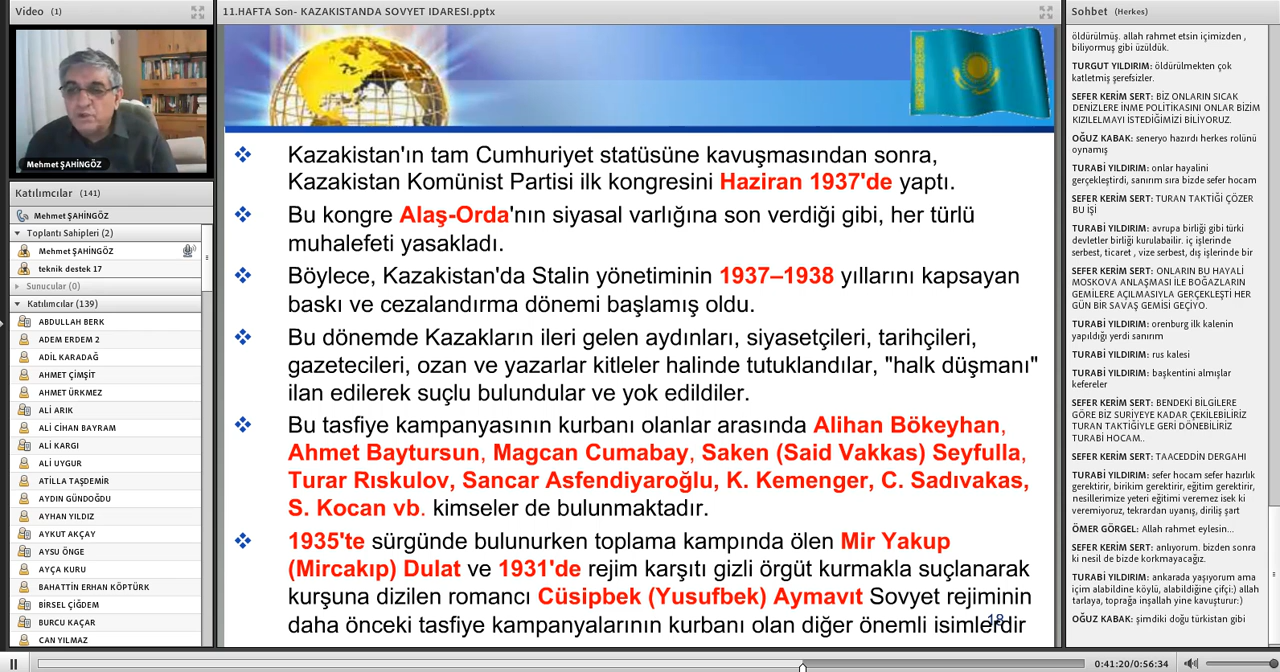 Video (1)
Mehmet ŞAHİNGÖZ
Katılımcılar (141)
Mehmet ŞAHİNGÖZ
Toplantı Sahipleri (2)
Mehmet ŞAHİNGÖZ
teknik destek 17
Sunucular (0)
Katılımcılar (139)
ABDULLAH BERK
ADEM ERDEM 2
ADİL KARADAĞ
AHMET ÇİMŞİT
AHMET ÜRKMEZ
ALİ ARIK
ALİ CİHAN BAYRAM
ALİ KARGI
ALİ UYGUR
ATİLLA TAŞDEMİR
AYDIN GÜNDOĞDU
AYHAN YILDIZ
AYKUT AKÇAY
AYSU ÖNGE
AYÇA KURU
BAHATTİN ERHAN KÖPTÜRK
BİRSEL ÇİĞDEM
BURCU KAÇAR
CAN YILMAZ
11.HAFTA Son- KAZAKISTANDA SOVYET IDARESI.pptx
Kazakistan'ın tam Cumhuriyet statüsüne kavuşmasından sonra,
Kazakistan Komünist Partisi ilk kongresini Haziran 1937'de yaptı.
Bu kongre Alaş-Orda'nın siyasal varlığına son verdiği gibi, her türlü
muhalefeti yasakladı.
Böylece, Kazakistan'da Stalin yönetiminin 1937–1938 yıllarını kapsayan
baskı ve cezalandırma dönemi başlamış oldu.
Bu dönemde Kazakların ileri gelen aydınları, siyasetçileri, tarihçileri,
gazetecileri, ozan ve yazarlar kitleler halinde tutuklandılar, "halk düşmanı"
ilan edilerek suçlu bulundular ve yok edildiler.
Bu tasfiye kampanyasının kurbanı olanlar arasında Alihan Bökeyhan,
Ahmet Baytursun, Magcan Cumabay, Saken (Said Vakkas) Seyfulla,
Turar Rıskulov, Sancar Asfendiyaroğlu, K. Kemenger, C. Sadıvakas,
S. Kocan vb. kimseler de bulunmaktadır.
1935'te sürgünde bulunurken toplama kampında ölen Mir Yakup
(Mircakıp) Dulat ve 1931'de rejim karşıtı gizli örgüt kurmakla suçlanarak
kurşuna dizilen romancı Cüsipbek (Yusufbek) Aymavıt Sovyet rejiminin
daha önceki tasfiye kampanyalarının kurbanı olan diğer önemli isimlerdir
18
Sohbet (Herkes)
öldürülmüş. allah rahmet etsin içimizden ,
biliyormuş gibi üzüldük.
TURGUT YILDIRIM: öldürülmekten çok
katletmiş şerefsizler.
SEFER KERİM SERT: BİZ ONLARIN SICAK
DENİZLERE İNME POLİTİKASINI ONLAR BİZİM
KIZILELMAYI İSTEDİĞİMİZİ BİLİYORUZ.
OĞUZ KABAK: seneryo hazırdı herkes rolünü
oynamış
TURABİ YILDIRIM: onlar hayalini
gerçekleştirdi, sanırım sıra bizde sefer hocam
SEFER KERİM SERT: TURAN TAKTİĞİ ÇÖZER
BU İŞİ
TURABİ YILDIRIM: avrupa birliği gibi türki
devletler birliği kurulabilir. iç işlerinde
serbest, ticaret , vize serbest, dış işlerinde bir
SEFER KERİM SERT: ONLARIN BU HAYALİ
MOSKOVA ANLAŞMASI İLE BOĞAZLARIN
GEMİLERE AÇILMASIYLA GERÇEKLEŞTİ HER
GÜN BİR SAVAŞ GEMİSİ GEÇİYO.
TURABİ YILDIRIM: orenburg ilk kalenin
yapıldığı yerdi sanırım
TURABİ YILDIRIM: rus kalesi
TURABİ YILDIRIM: başkentini almışlar
kefereler
SEFER KERİM SERT: BENDEKİ BİLGİLERE
GÖRE BİZ SURİYEYE KADAR ÇEKİLEBİLİRİZ
TURAN TAKTİĞİYLE GERİ DÖNEBİLİRİZ
TURABİ HOCAM..
SEFER KERİM SERT: TAACEDDİN DERGAHI
TURABİ YILDIRIM: sefer hocam sefer hazırlık
gerektirir, birikim gerektirir, eğitim gerektirir,
nesillerimize yeteri eğitimi veremez isek ki
veremiyoruz, tekrardan uyanış, diriliş şart
ÖMER GÖRGEL: Allah rahmet eylesin...
SEFER KERİM SERT: anlıyorum. bizden sonra
ki nesil de bizde korkmayacağız.
TURABİ YILDIRIM: ankarada yaşıyorum ama
içim alabildine köylü, alabildiğine çifçi:) allah
tarlaya, toprağa inşallah yine kavuşturur:)
OĞUZ KABAK: şimdiki doğu türkistan gibi
0:41:20/0:56:34